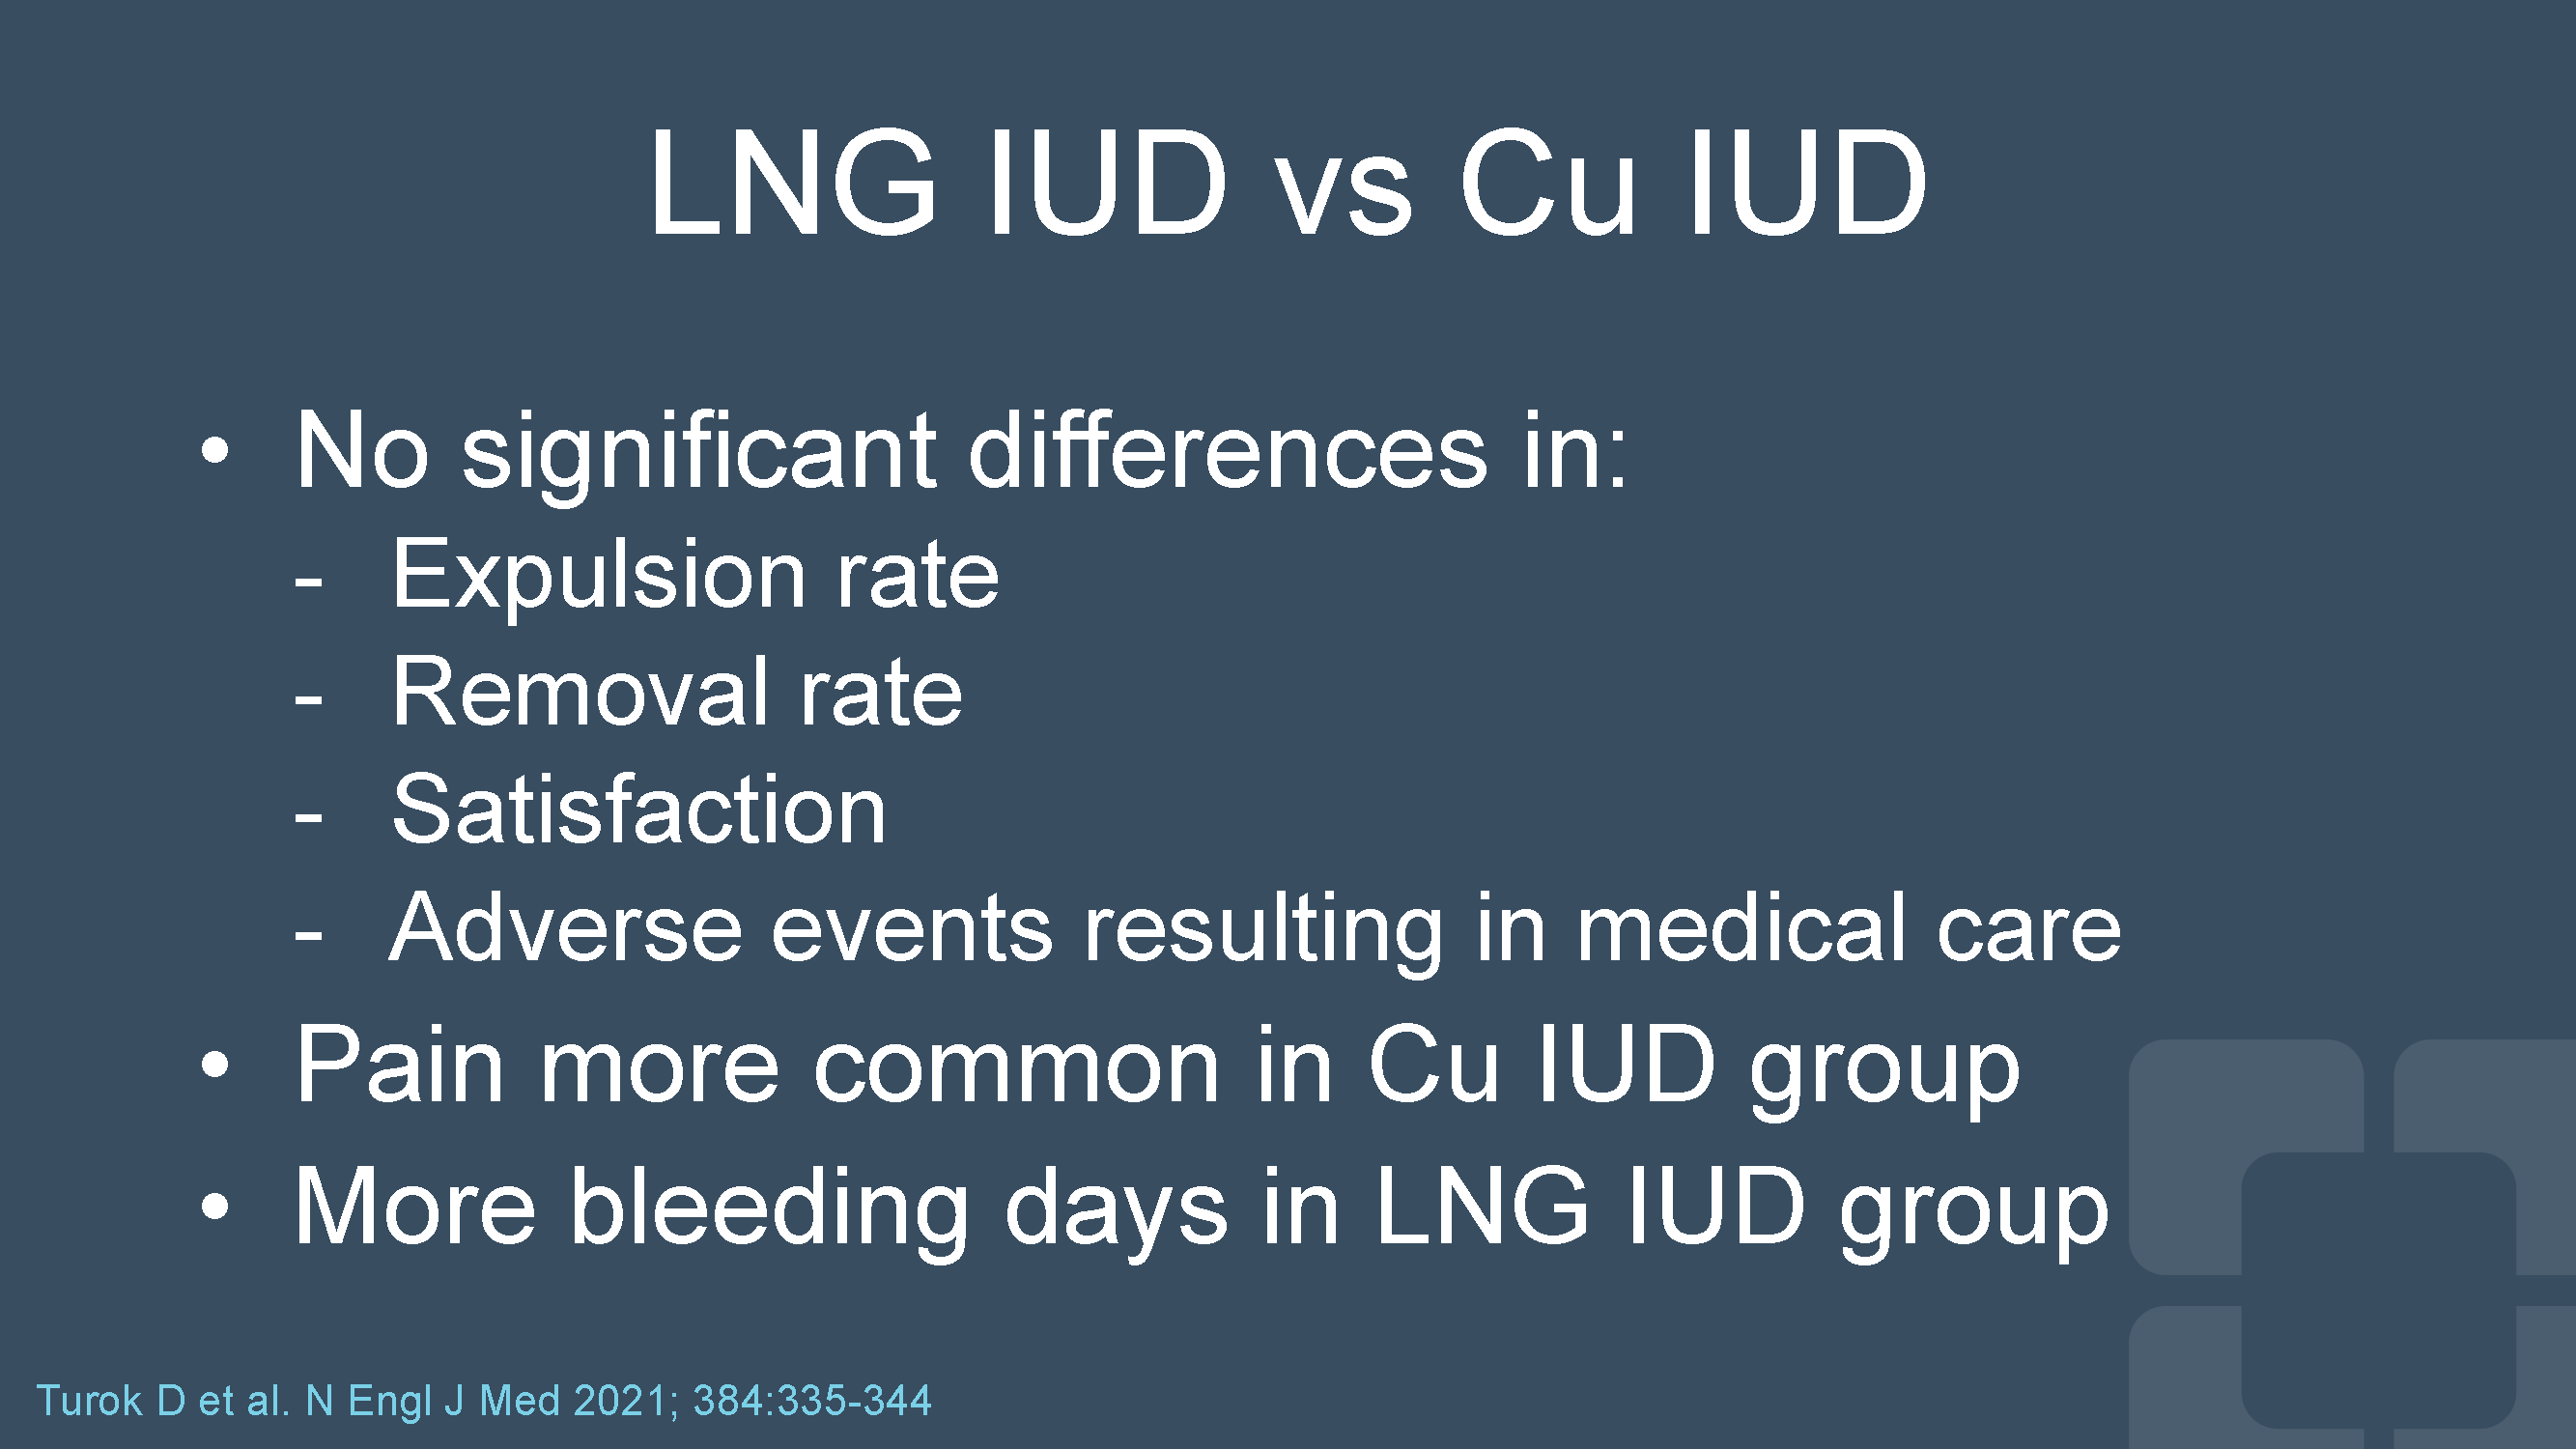 LNG IUD vs Cu IUD
• No significant differences in:
- Expulsion rate
- Removal rate
- Satisfaction
- Adverse events resulting in medical care
• Pain more common in Cu IUD group
• More bleeding days in LNG IUD group
Turok D et al. N Engl J Med 2021; 384:335-344